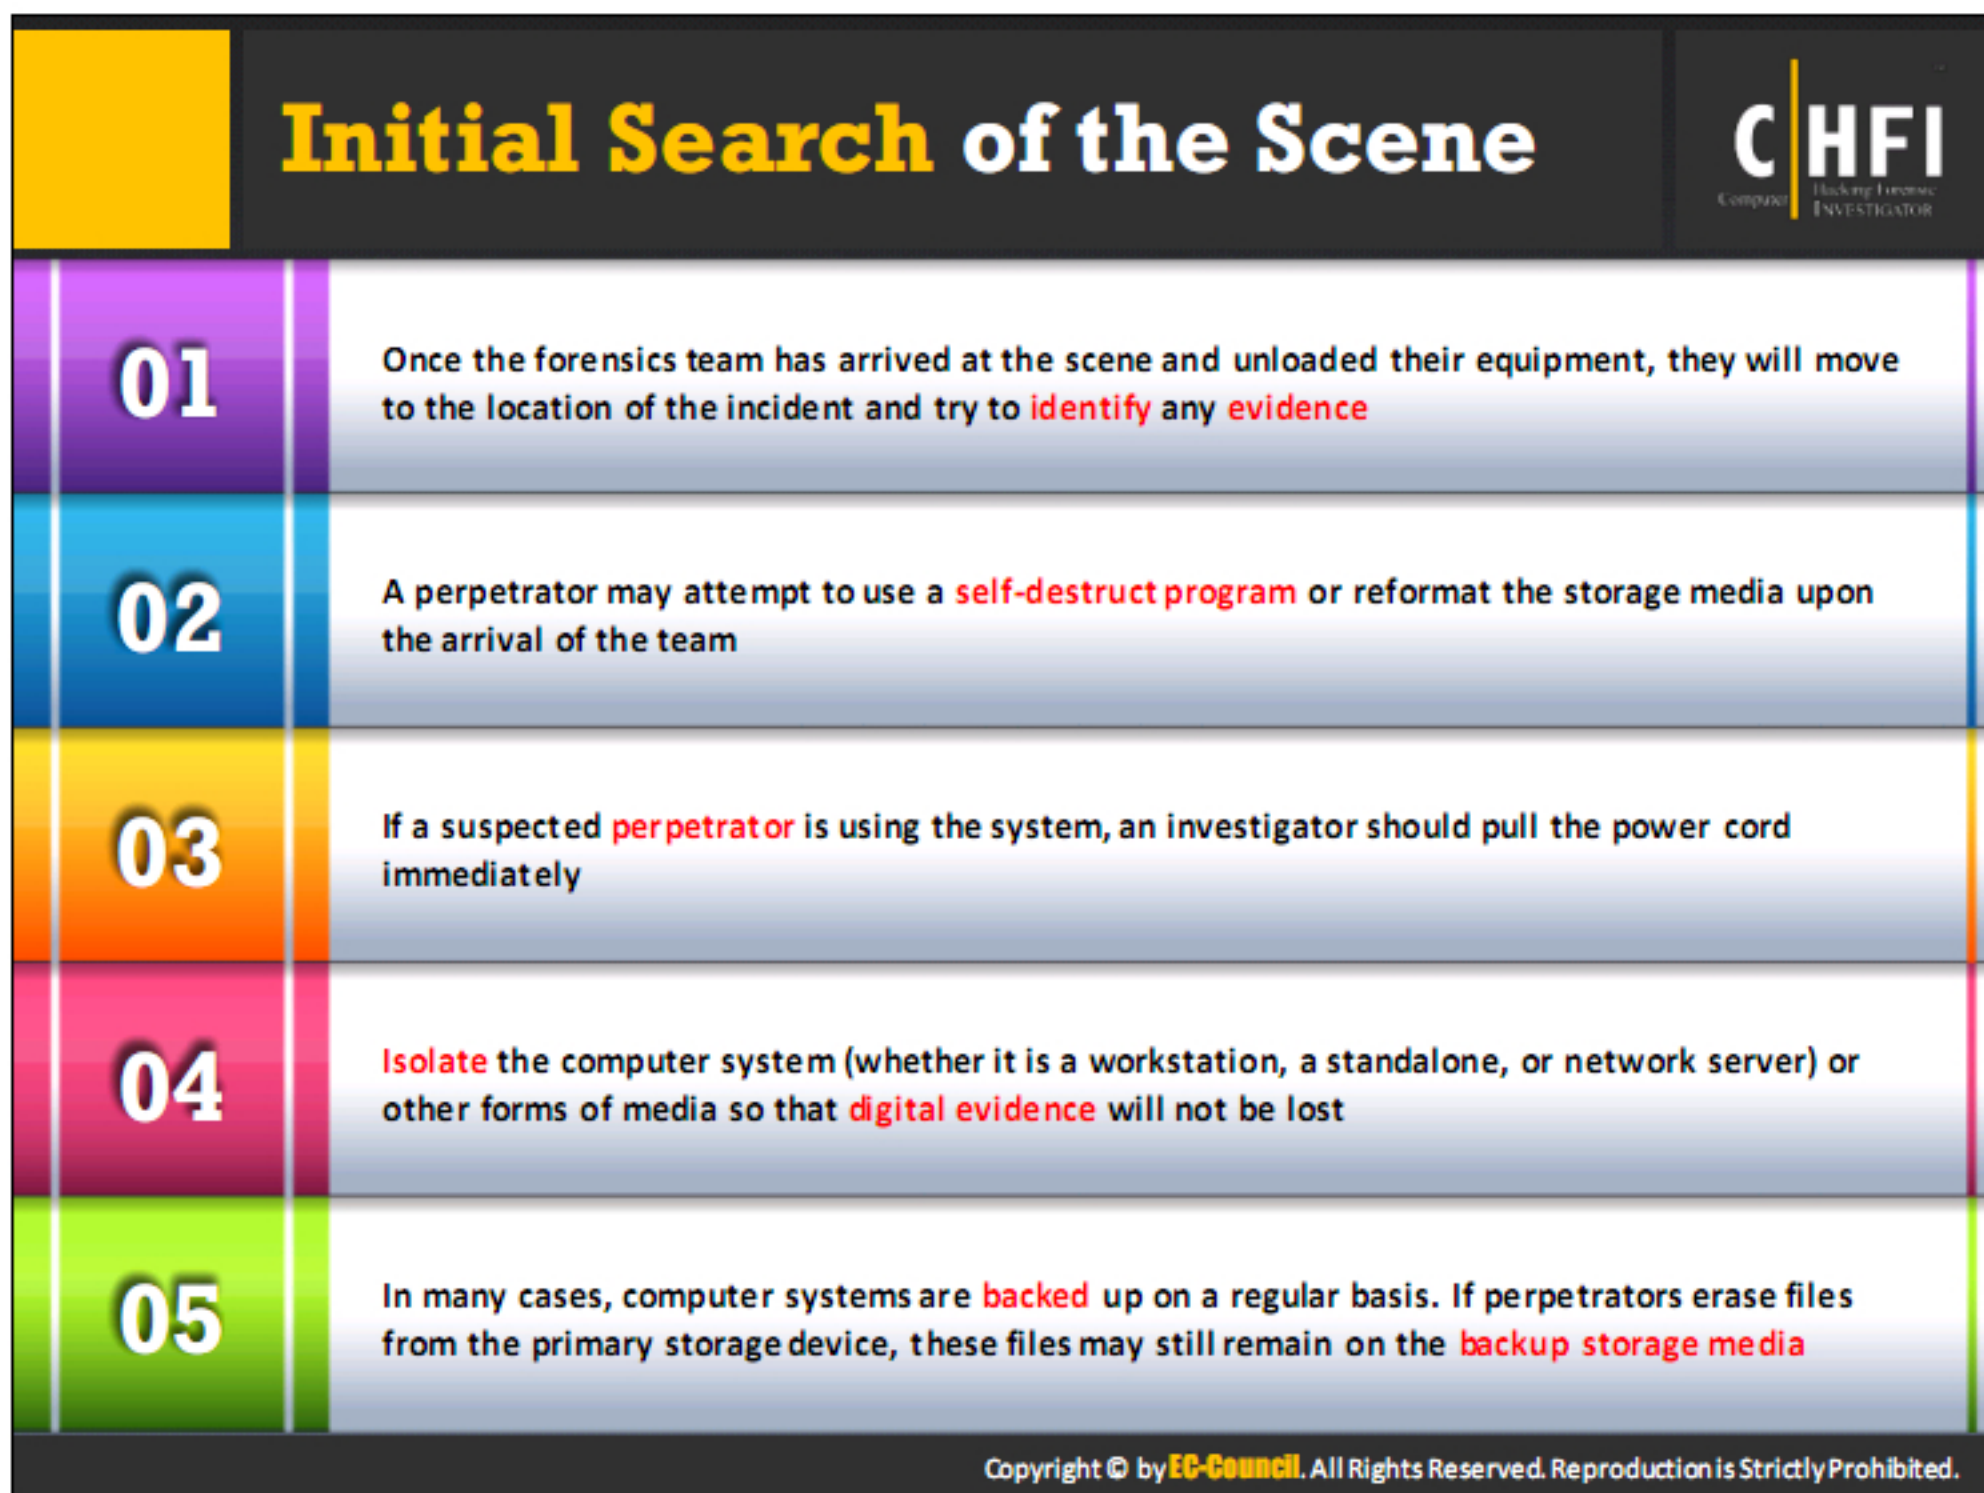 Initial Search of the Scene
C HFI
Computer
Hacking Forensic
INVESTIGATOR
01
Once the forensics team has arrived at the scene and unloaded their equipment, they will move
to the location of the incident and try to identify any evidence
02
A perpetrator may attempt to use a self-destruct program or reformat the storage media upon
the arrival of the team
03
If a suspected perpetrator is using the system, an investigator should pull the power cord
immediately
04
Isolate the computer system (whether it is a workstation, a standalone, or network server) or
other forms of media so that digital evidence will not be lost
05
In many cases, computer systems are backed up on a regular basis. If perpetrators erase files
from the primary storage device, these files may still remain on the backup storage media
Copyright © by EC-Council. All Rights Reserved. Reproduction is Strictly Prohibited.